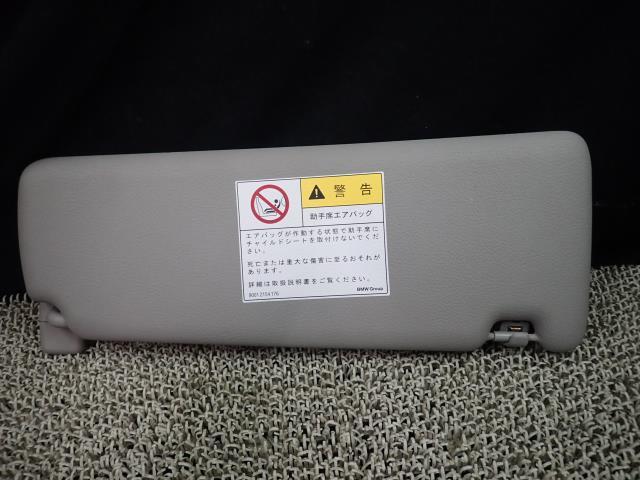 警告
助手席エアバッグ
エアバッグが作動する状態で助手席に
チャイルドシートを取付けないでくだ
さい。
死亡または重大な傷害に至るおそれが
あります。
詳細は取扱説明書をご覧ください。
BMW Group